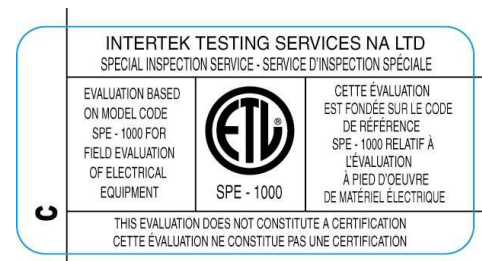 INTERTEK TESTING SERVICES NA LTD
SPECIAL INSPECTION SERVICE - SERVICE D'INSPECTION SPÉCIALE
EVALUATION BASED
ON MODEL CODE
SPE - 1000 FOR
FIELD EVALUATION
OF ELECTRICAL
EQUIPMENT
ETL®
SPE - 1000
CETTE ÉVALUATION
EST FONDÉE SUR LE CODE
DE RÉFÉRENCE
SPE - 1000 RELATIF À
L'ÉVALUATION
À PIED D'OEUVRE
DE MATÉRIEL ÉLECTRIQUE
C
THIS EVALUATION DOES NOT CONSTITUTE A CERTIFICATION
CETTE ÉVALUATION NE CONSTITUE PAS UNE CERTIFICATION